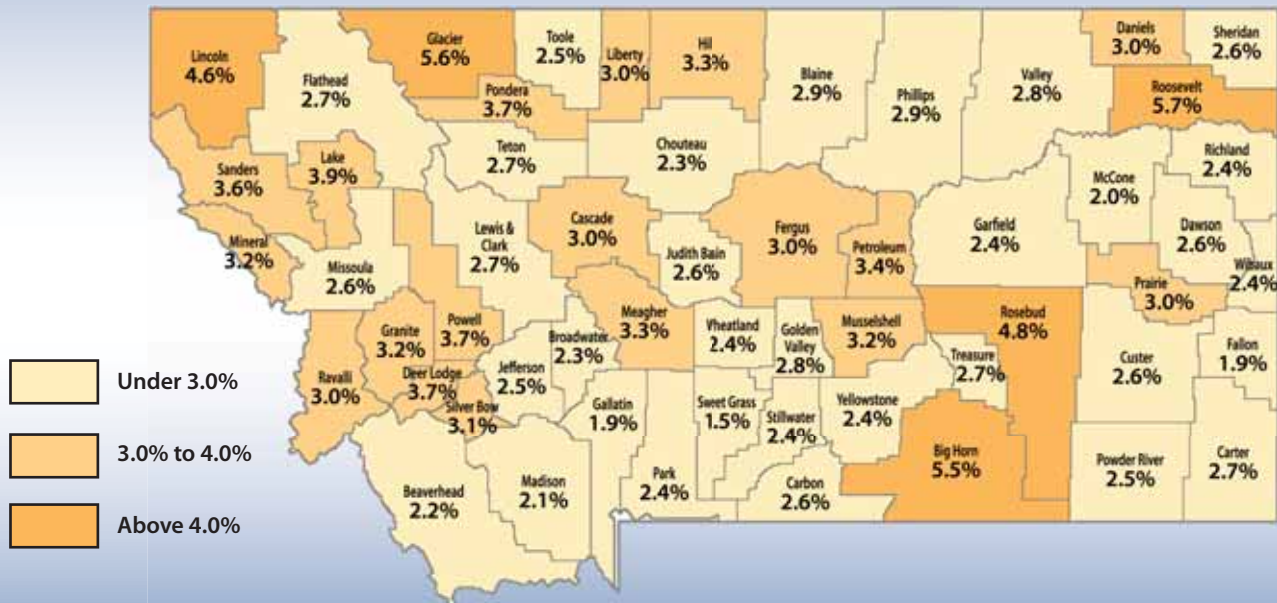 Lincoln
4.6%
Flathead
2.7%
Glacier
5.6%
Pondera
3.7%
Toole
2.5%
Liberty
3.0%
Hil
3.3%
Blaine
2.9%
Phillips
2.9%
Valley
2.8%
Daniels
3.0%
Sheridan
2.6%
Roosevelt
5.7%
Sanders
3.6%
Lake
3.9%
Teton
2.7%
Chouteau
2.3%
Richland
2.4%
McCone
2.0%
Garfield
2.4%
Dawson
2.6%
Wibaux
2.4%
Mineral
3.2%
Missoula
2.6%
Lewis &
Clark
2.7%
Cascade
3.0%
Judith Bain
2.6%
Fergus
3.0%
Petroleum
3.4%
Prairie
3.0%
Granite
3.2%
Powell
3.7%
Meagher
3.3%
Broadwater
2.3%
Vheatland
2.4%
Golden
Valley
2.8%
Musselshell
3.2%
Rosebud
4.8%
Treasure
2.7%
Custer
2.6%
Fallon
1.9%
Ravalli
3.0%
Deer Lodge
3.7%
Silver Bow
3.1%
Jefferson
2.5%
Gallatin
1.9%
Park
2.4%
Sweet Grass
1.5%
Stillwater
2.4%
Yellowstone
2.4%
Big Horn
5.5%
Powder River
2.5%
Carter
2.7%
Beaverhead
2.2%
Madison
2.1%
Carbon
2.6%
Under 3.0%
3.0% to 4.0%
Above 4.0%